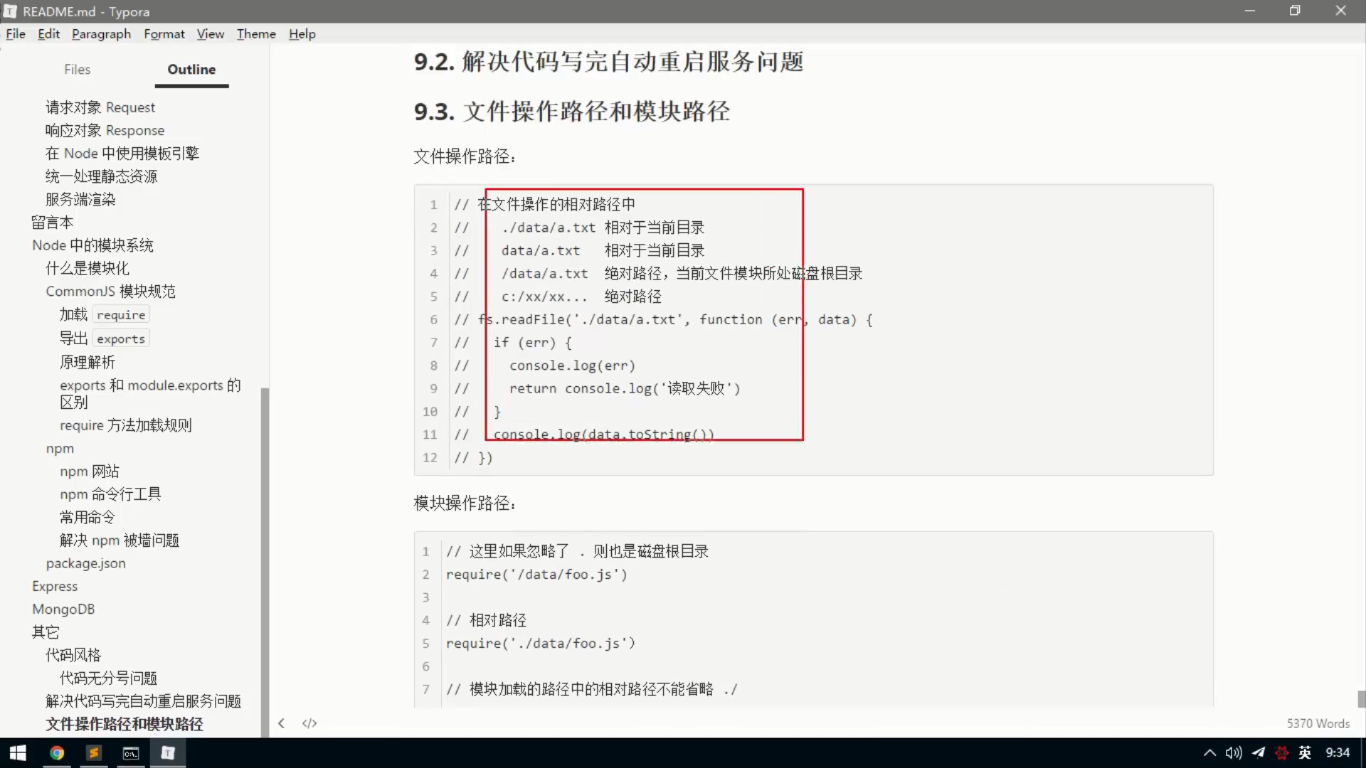 README.md - Typora
File Edit Paragraph Format View Theme Help
Files Outline
请求对象 Request
响应对象 Response
在 Node 中使用模板引擎
统一处理静态资源
服务端渲染
留言本
Node 中的模块系统
什么是模块化
CommonJS 模块规范
加载 require
导出 exports
原理解析
exports 和 module.exports 的
区别
require 方法加载规则
npm
npm 网站
npm 命令行工具
常用命令
解决 npm 被墙问题
package.json
Express
MongoDB
其它
代码风格
代码无分号问题
解决代码写完自动重启服务问题
文件操作路径和模块路径
9.2. 解决代码写完自动重启服务问题
9.3. 文件操作路径和模块路径
文件操作路径：
1 // 在文件操作的相对路径中
2 //    ./data/a.txt 相对于当前目录
3 //    data/a.txt   相对于当前目录
4 //    /data/a.txt  绝对路径，当前文件模块所处磁盘根目录
5 //    c:/xx/xx...  绝对路径
6 // fs.readFile('./data/a.txt', function (err, data) {
7 //   if (err) {
8 //     console.log(err)
9 //     return console.log('读取失败')
10 //   }
11 //   console.log(data.toString())
12 // })
模块操作路径：
1 // 这里如果忽略了 . 则也是磁盘根目录
2 require('/data/foo.js')
3
4 // 相对路径
5 require('./data/foo.js')
6
7 // 模块加载的路径中的相对路径不能省略 ./
5370 Words
英 9:34